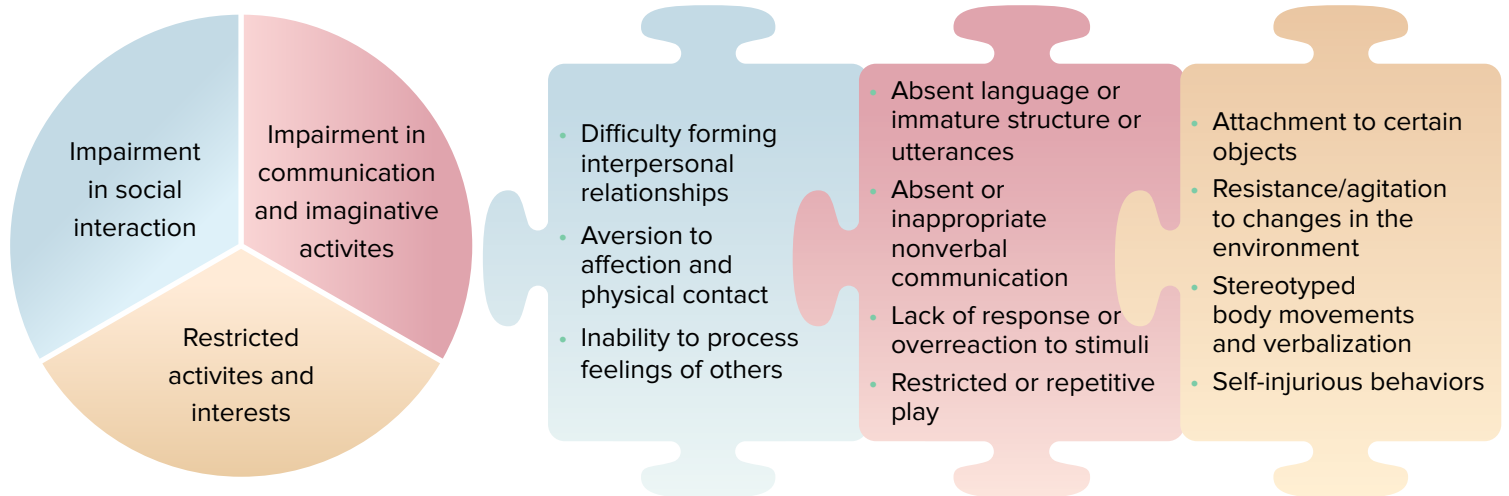 Impairment
in social
interaction
Impairment in
communication
and imaginative
activites
Restricted
activites and
interests
• Difficulty forming
interpersonal
relationships
• Aversion to
affection and
physical contact
• Inability to process
feelings of others
• Absent language or
immature structure or
utterances
• Absent or
inappropriate
nonverbal
communication
• Lack of response or
overreaction to stimuli
• Restricted or repetitive
play
• Attachment to certain
objects
• Resistance/agitation
to changes in the
environment
• Stereotyped
body movements
and verbalization
• Self-injurious behaviors